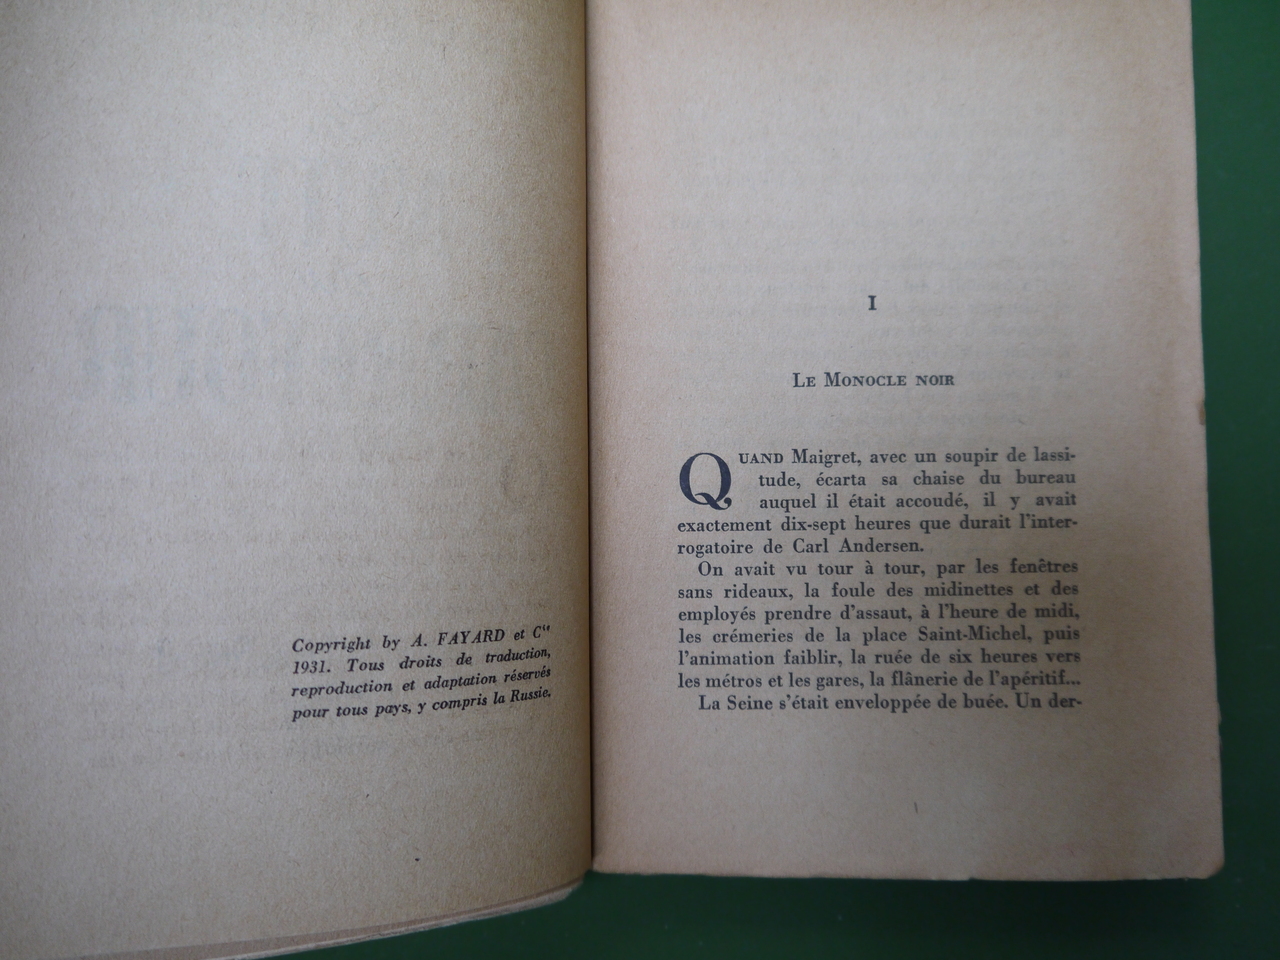 Copyright by A. FAYARD et Cie
1931. Tous droits de traduction,
reproduction et adaptation réservés
pour tous pays, y compris la Russie.
I
LE MONOCLE NOIR
QUAND Maigret, avec un soupir de lassi-
tude, écarta sa chaise du bureau
auquel il était accoudé, il y avait
exactement dix-sept heures que durait l'inter-
rogatoire de Carl Andersen.
On avait vu tour à tour, par les fenêtres
sans rideaux, la foule des midinettes et des
employés prendre d'assaut, à l'heure de midi,
les crémeries de la place Saint-Michel, puis
l'animation faiblir, la ruée de six heures vers
les métros et les gares, la flânerie de l'apéritif...
La Seine s'était enveloppée de buée. Un der-